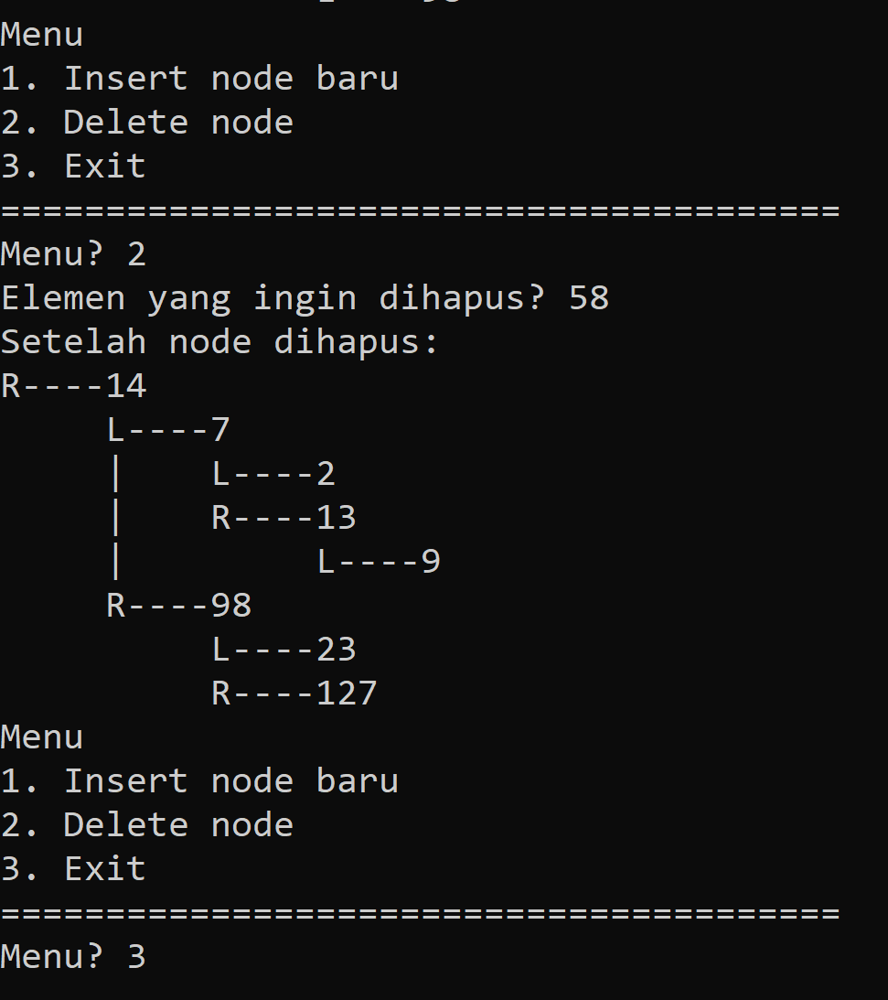 Menu
1. Insert node baru
2. Delete node
3. Exit
========================================
Menu? 2
Elemen yang ingin dihapus? 58
Setelah node dihapus:
R----14
     L----7
     |    L----2
     |    R----13
     |         L----9
     R----98
          L----23
          R----127
Menu
1. Insert node baru
2. Delete node
3. Exit
========================================
Menu? 3